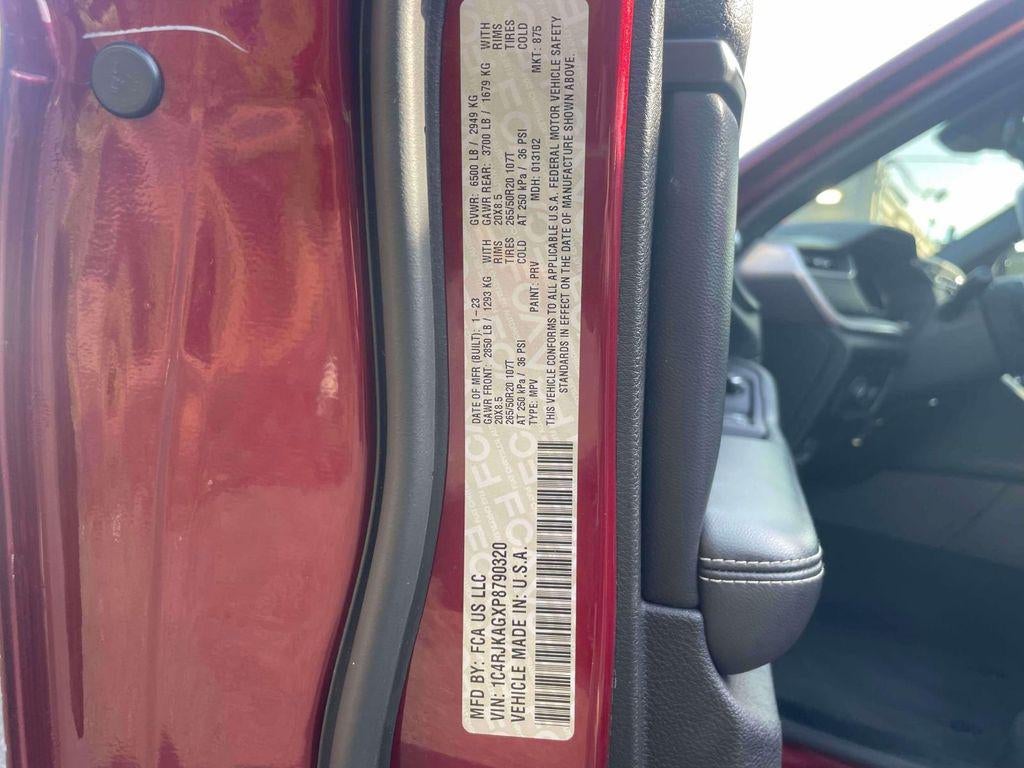 MFD BY: FCA US LLC
VIN: 1C4RJKAGXP8790320
VEHICLE MADE IN: U.S.A.
DATE OF MFR (BUILT): 1-23 GVWR: 6500 LB / 2949 KG
GAWR FRONT: 2850 LB / 1293 KG WITH GAWR REAR: 3700 LB / 1679 KG WITH
20X8.5 RIMS 20X8.5 RIMS
265/50R20 107T TIRES 265/50R20 107T TIRES
AT 250 kPa / 36 PSI COLD AT 250 kPa / 36 PSI COLD
TYPE: MPV PAINT: PRV MDH: 013102 MKT: 875
THIS VEHICLE CONFORMS TO ALL APPLICABLE U.S.A. FEDERAL MOTOR VEHICLE SAFETY
STANDARDS IN EFFECT ON THE DATE OF MANUFACTURE SHOWN ABOVE.